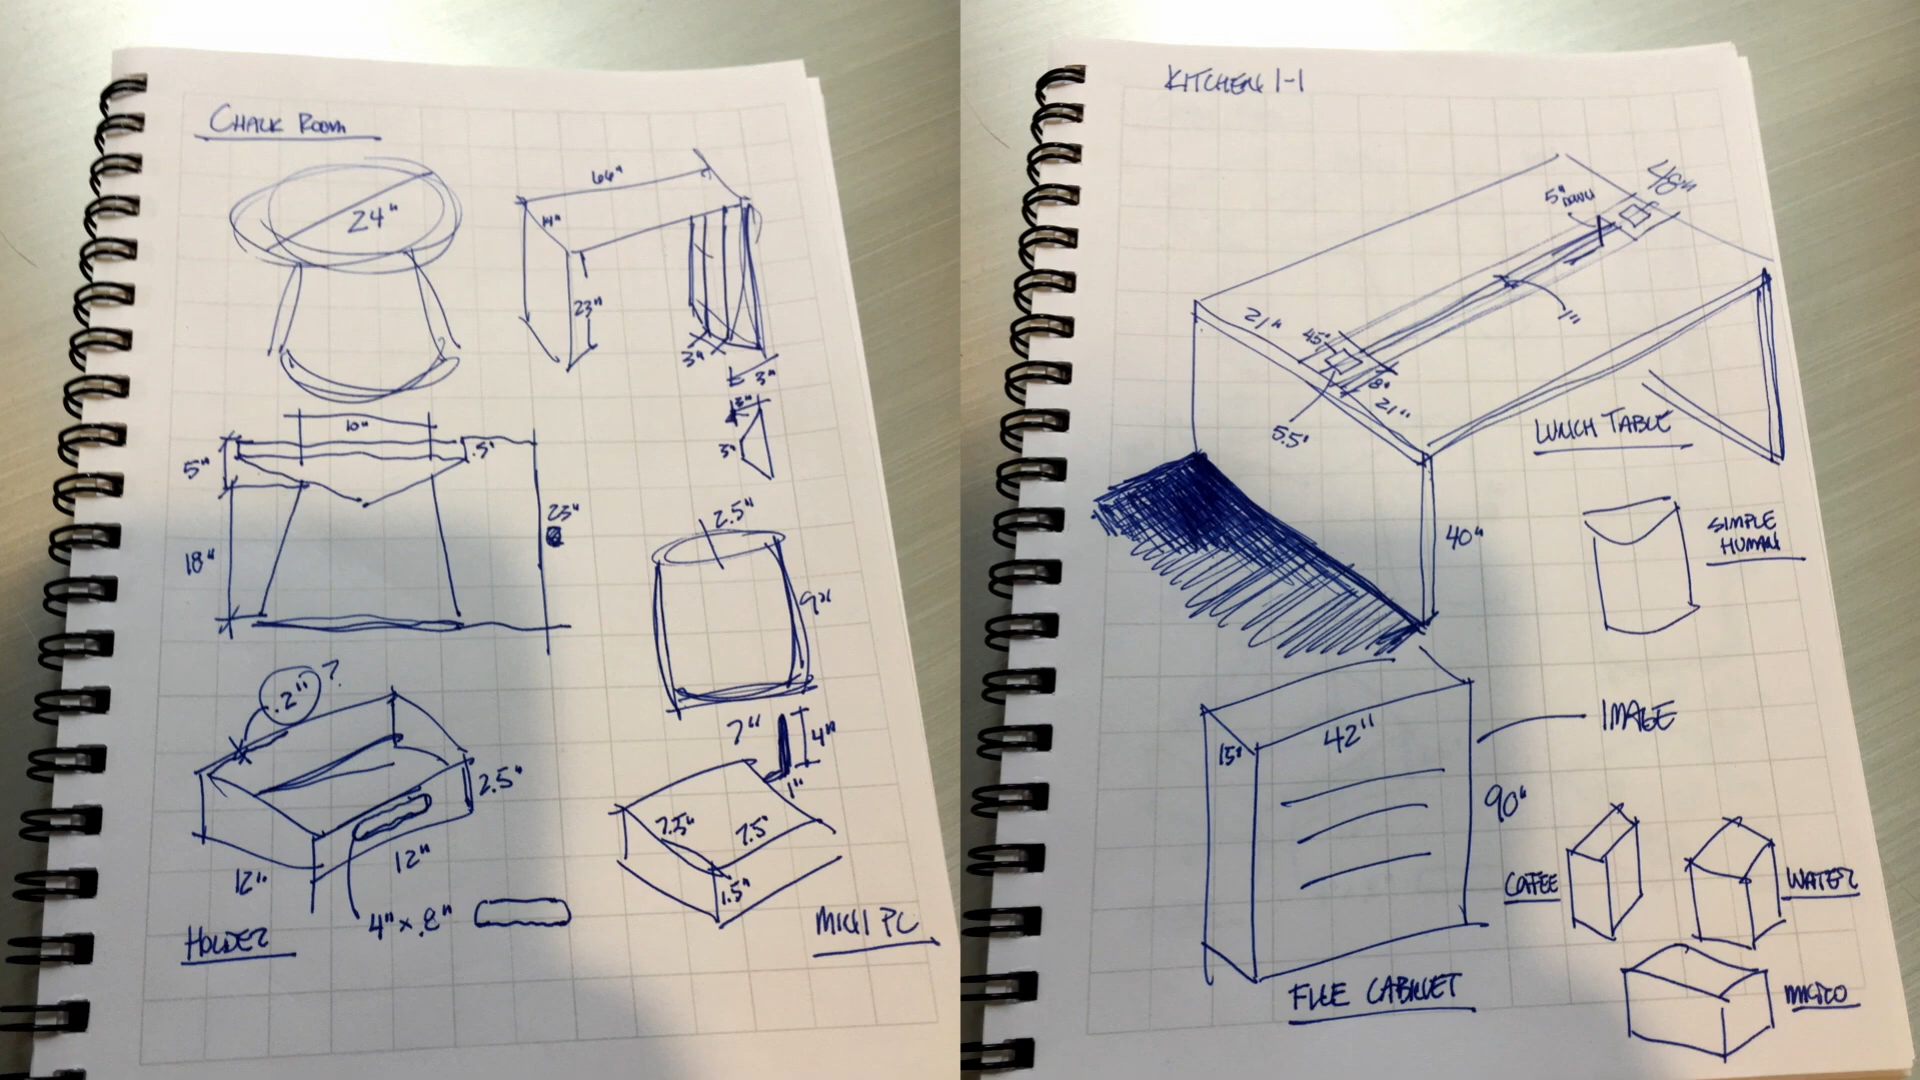 CHALK ROOM
24"
66"
14"
23"
3"
3"
3"
10"
5"
.5"
18"
23"
2.5"
9"
.2" ?
7"
4"
1"
2.5"
7.5"
7.5"
1.5"
12"
12"
4" x .8"
HOLDER
MINI PC
KITCHEN 1-1
48"
5" DOWN
1"
21"
45°
8"
21"
5.5"
LUNCH TABLE
40"
SIMPLE
HUMAN
IMAGE
15"
42"
90"
COFFEE
WATER
MICRO
FILE CABINET